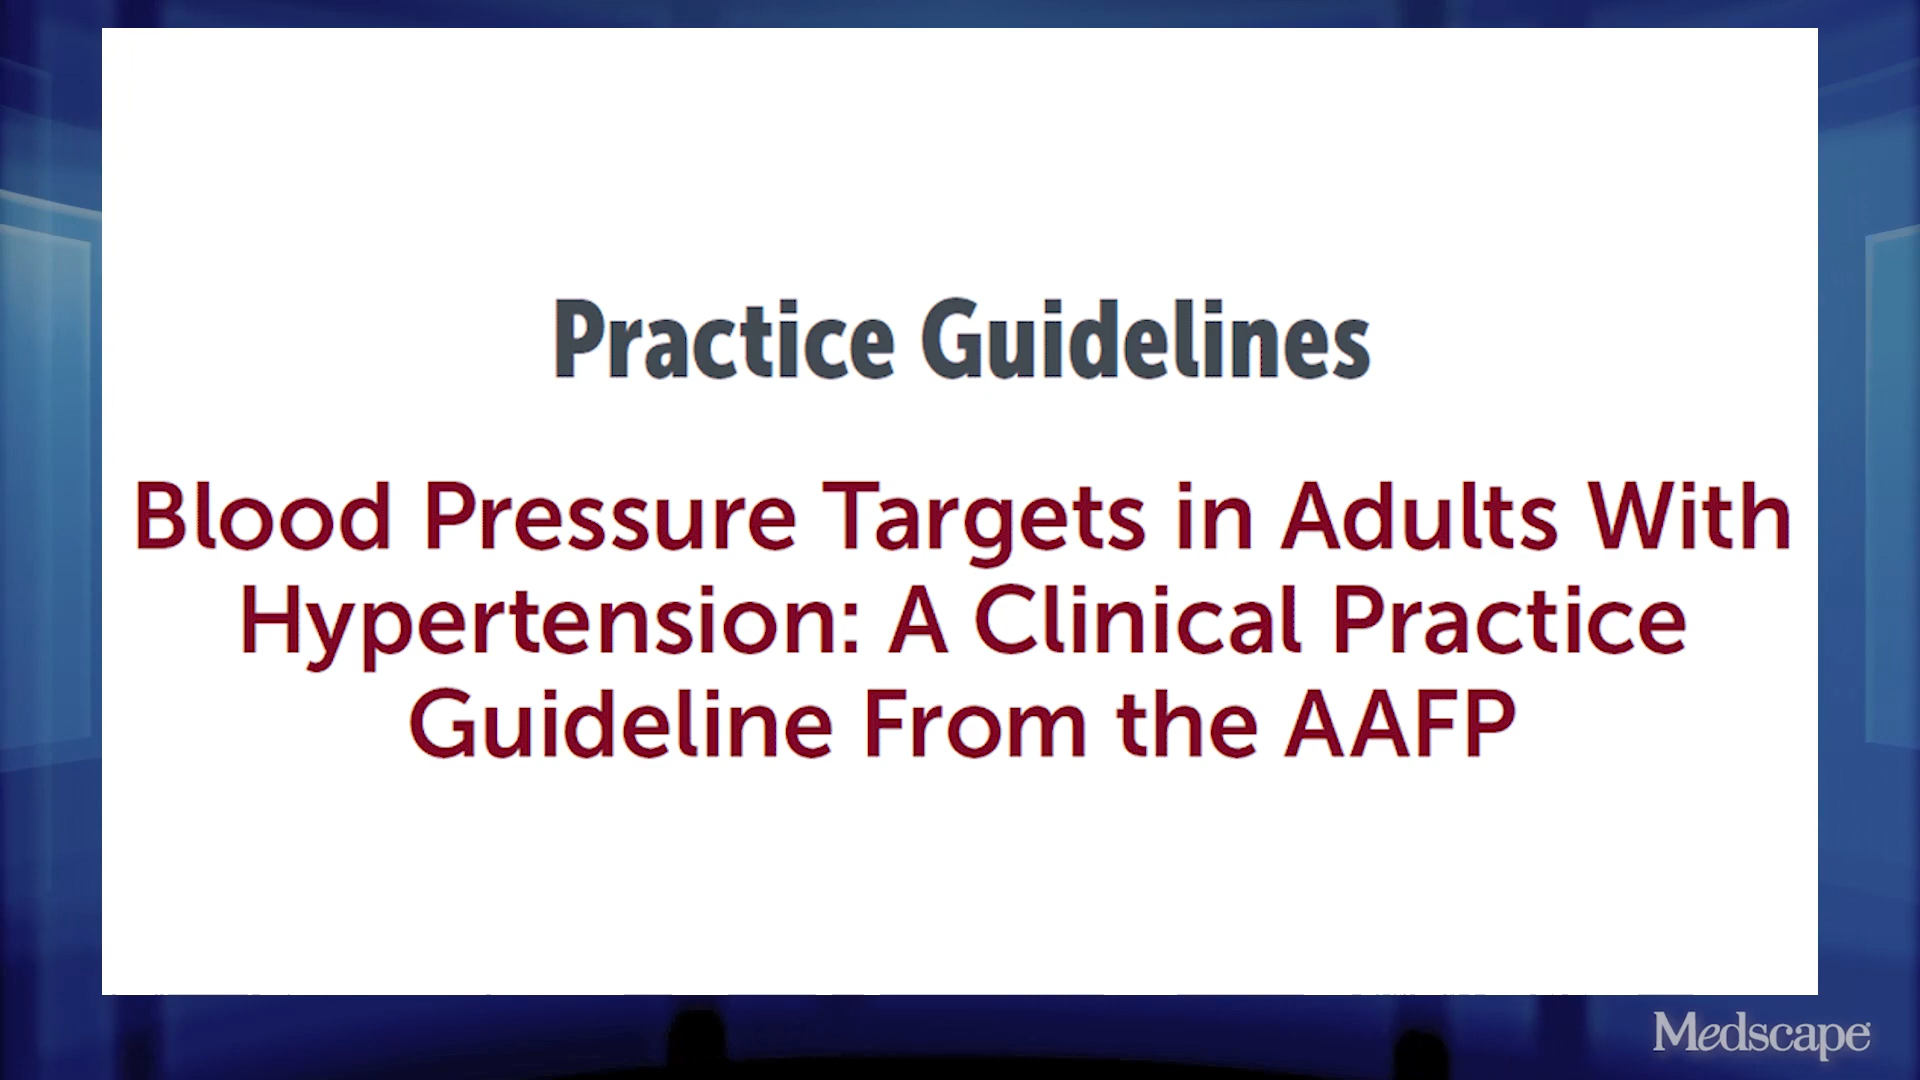 Practice Guidelines
Blood Pressure Targets in Adults With
Hypertension: A Clinical Practice
Guideline From the AAFP
Medscape